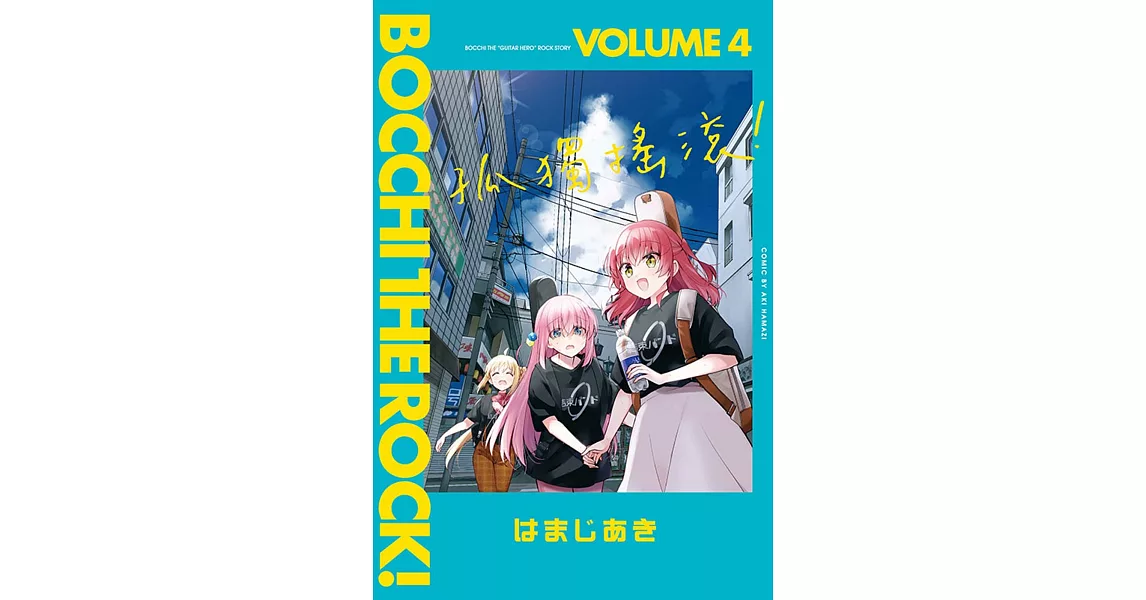 BOCCHI THE ROCK!
BOCCHI THE "GUITAR HERO" ROCK STORY
VOLUME 4
孤獨搖滾!
COMIC BY AKI HAMAZI
はまじあき